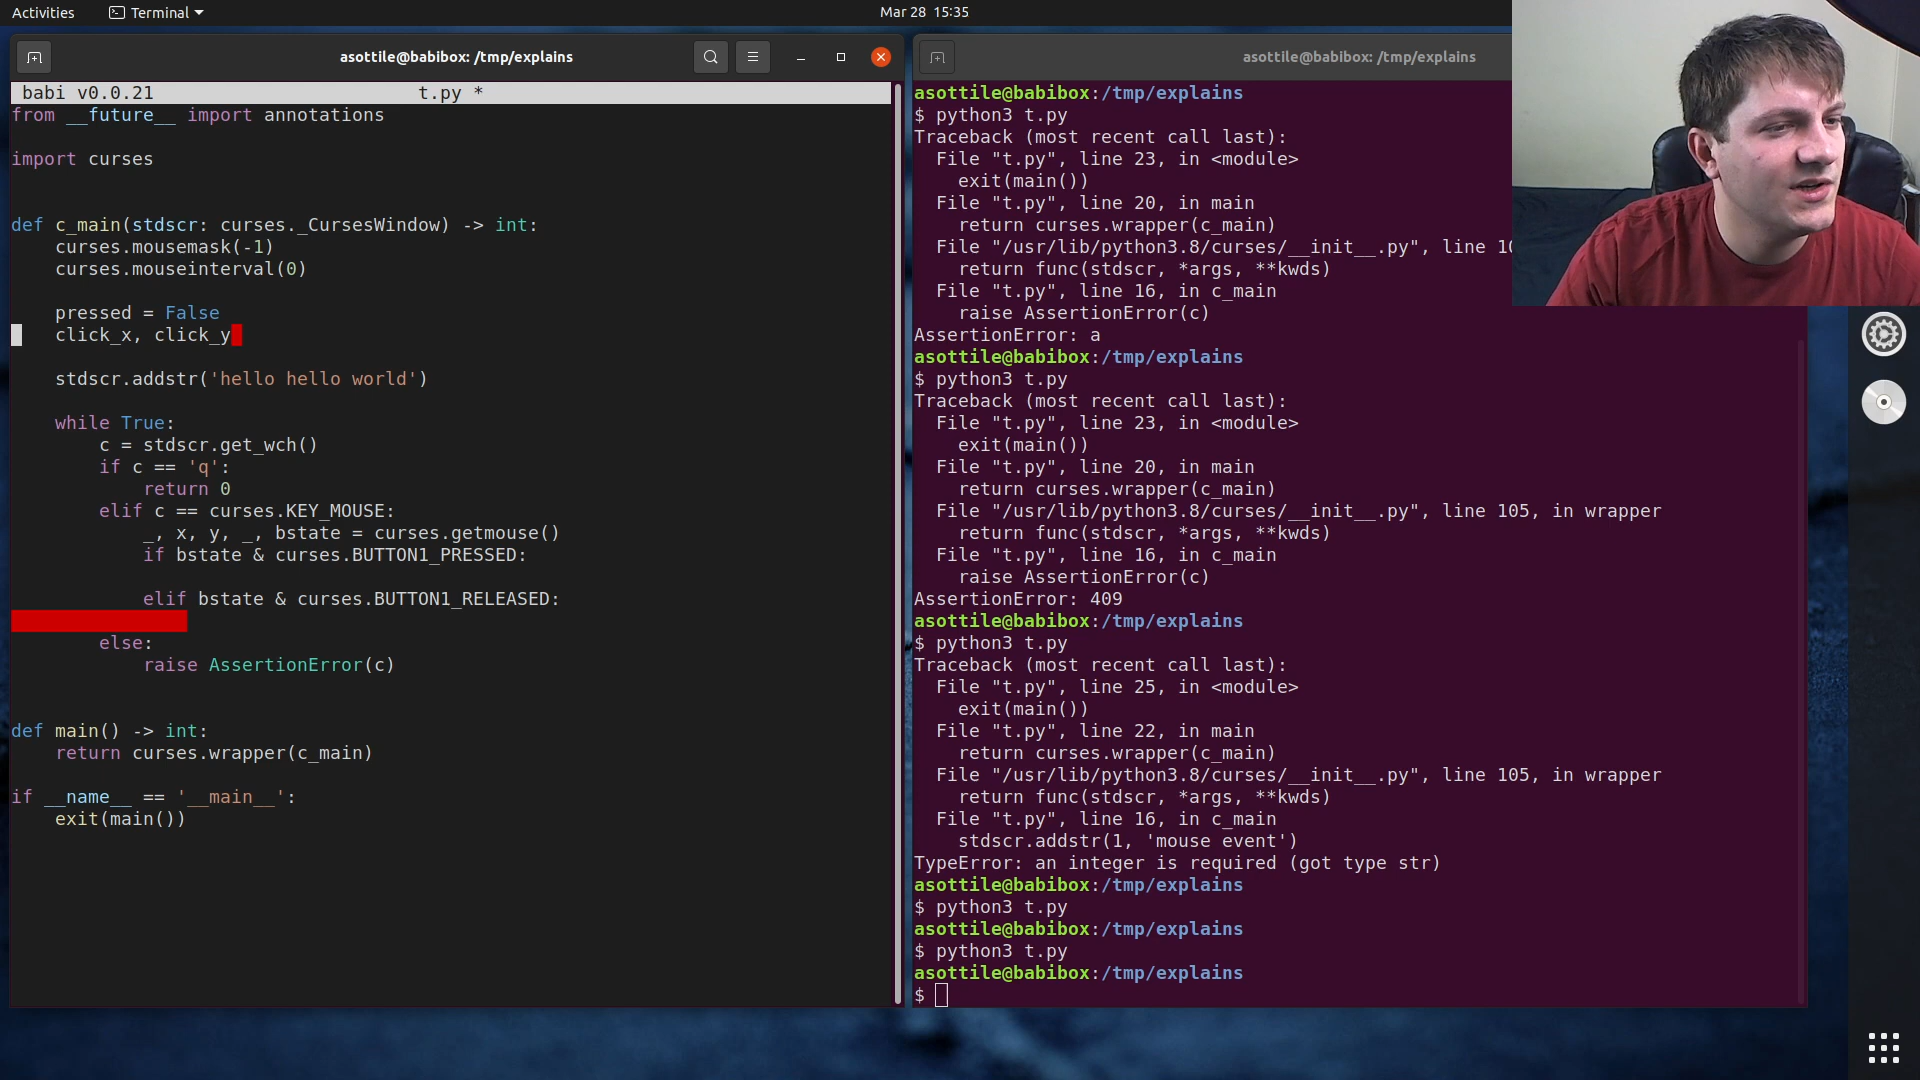 Activities
Terminal
Mar 28 15:35
asottile@babibox: /tmp/explains
babi v0.0.21 t.py *
from __future__ import annotations
import curses
def c_main(stdscr: curses._CursesWindow) -> int:
    curses.mousemask(-1)
    curses.mouseinterval(0)
    pressed = False
    click_x, click_y
    stdscr.addstr('hello hello world')
    while True:
        c = stdscr.get_wch()
        if c == 'q':
            return 0
        elif c == curses.KEY_MOUSE:
            _, x, y, _, bstate = curses.getmouse()
            if bstate & curses.BUTTON1_PRESSED:
            elif bstate & curses.BUTTON1_RELEASED:
        else:
            raise AssertionError(c)
def main() -> int:
    return curses.wrapper(c_main)
if __name__ == '__main__':
    exit(main())
asottile@babibox: /tmp/explains
asottile@babibox:/tmp/explains
$ python3 t.py
Traceback (most recent call last):
  File "t.py", line 23, in <module>
    exit(main())
  File "t.py", line 20, in main
    return curses.wrapper(c_main)
  File "/usr/lib/python3.8/curses/__init__.py", line 10
    return func(stdscr, *args, **kwds)
  File "t.py", line 16, in c_main
    raise AssertionError(c)
AssertionError: a
asottile@babibox:/tmp/explains
$ python3 t.py
Traceback (most recent call last):
  File "t.py", line 23, in <module>
    exit(main())
  File "t.py", line 20, in main
    return curses.wrapper(c_main)
  File "/usr/lib/python3.8/curses/__init__.py", line 105, in wrapper
    return func(stdscr, *args, **kwds)
  File "t.py", line 16, in c_main
    raise AssertionError(c)
AssertionError: 409
asottile@babibox:/tmp/explains
$ python3 t.py
Traceback (most recent call last):
  File "t.py", line 25, in <module>
    exit(main())
  File "t.py", line 22, in main
    return curses.wrapper(c_main)
  File "/usr/lib/python3.8/curses/__init__.py", line 105, in wrapper
    return func(stdscr, *args, **kwds)
  File "t.py", line 16, in c_main
    stdscr.addstr(1, 'mouse event')
TypeError: an integer is required (got type str)
asottile@babibox:/tmp/explains
$ python3 t.py
asottile@babibox:/tmp/explains
$ python3 t.py
asottile@babibox:/tmp/explains
$